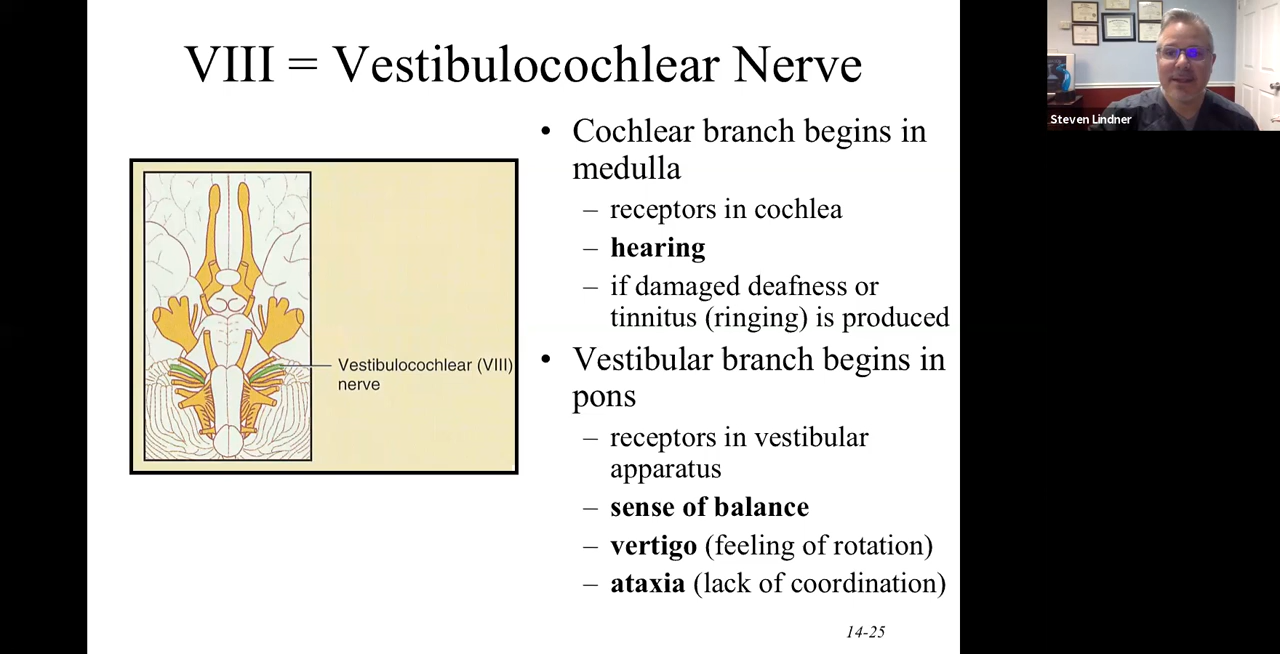 VIII = Vestibulocochlear Nerve
Steven Lindner
Vestibulocochlear (VIII)
nerve
• Cochlear branch begins in
medulla
– receptors in cochlea
– hearing
– if damaged deafness or
tinnitus (ringing) is produced
• Vestibular branch begins in
pons
– receptors in vestibular
apparatus
– sense of balance
– vertigo (feeling of rotation)
– ataxia (lack of coordination)
14-25